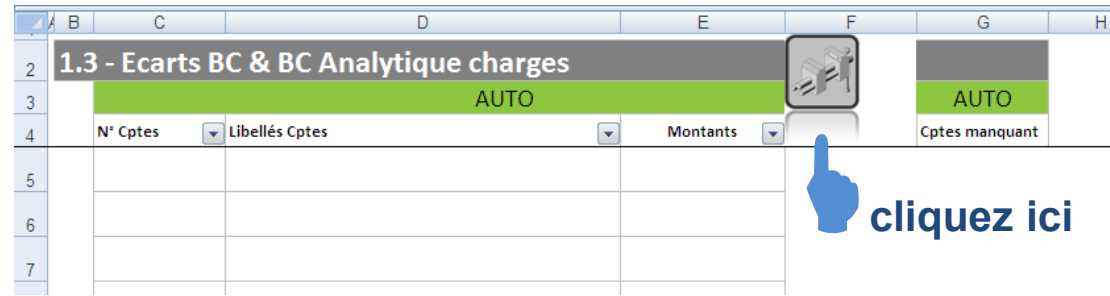 B C D E F G H
2 1.3 - Ecarts BC & BC Analytique charges
3 AUTO AUTO
4 N° Cptes Libellés Cptes Montants Cptes manquant
5
6 cliquez ici
7